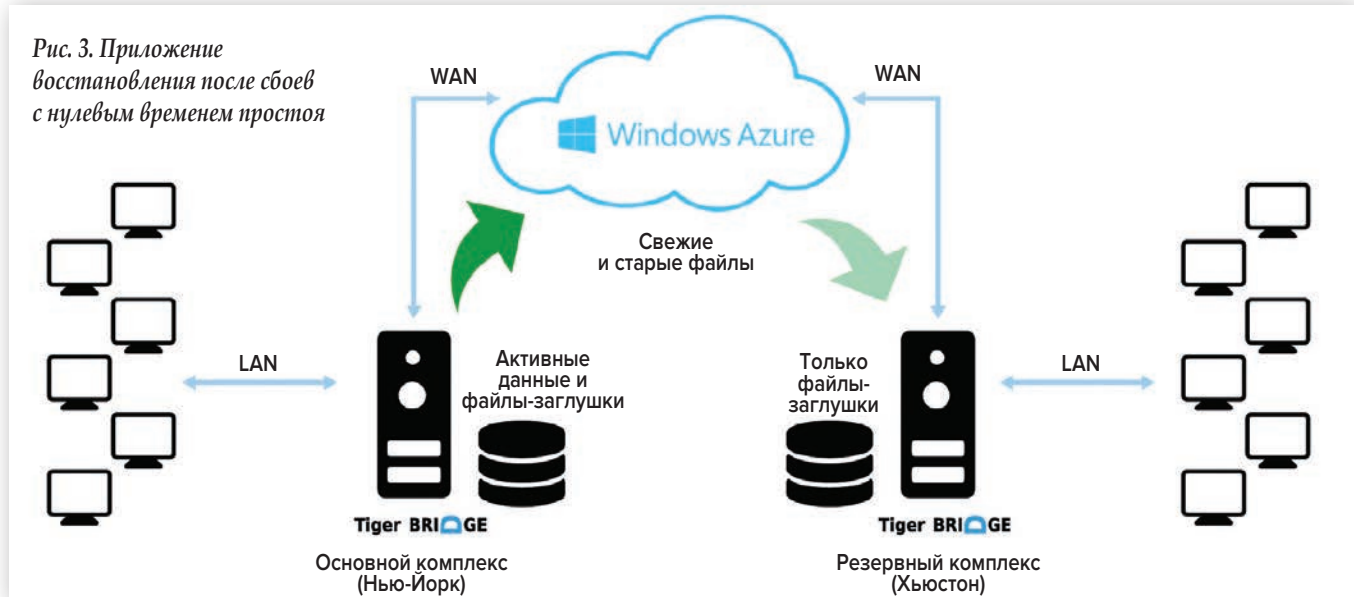 Рис. 3. Приложение
восстановления после сбоев
с нулевым временем простоя
WAN
WAN
Windows Azure
Свежие
и старые файлы
LAN
Активные
данные и
файлы-заглушки
Только
файлы-
заглушки
LAN
Tiger BRIDGE
Tiger BRIDGE
Основной комплекс
(Нью-Йорк)
Резервный комплекс
(Хьюстон)